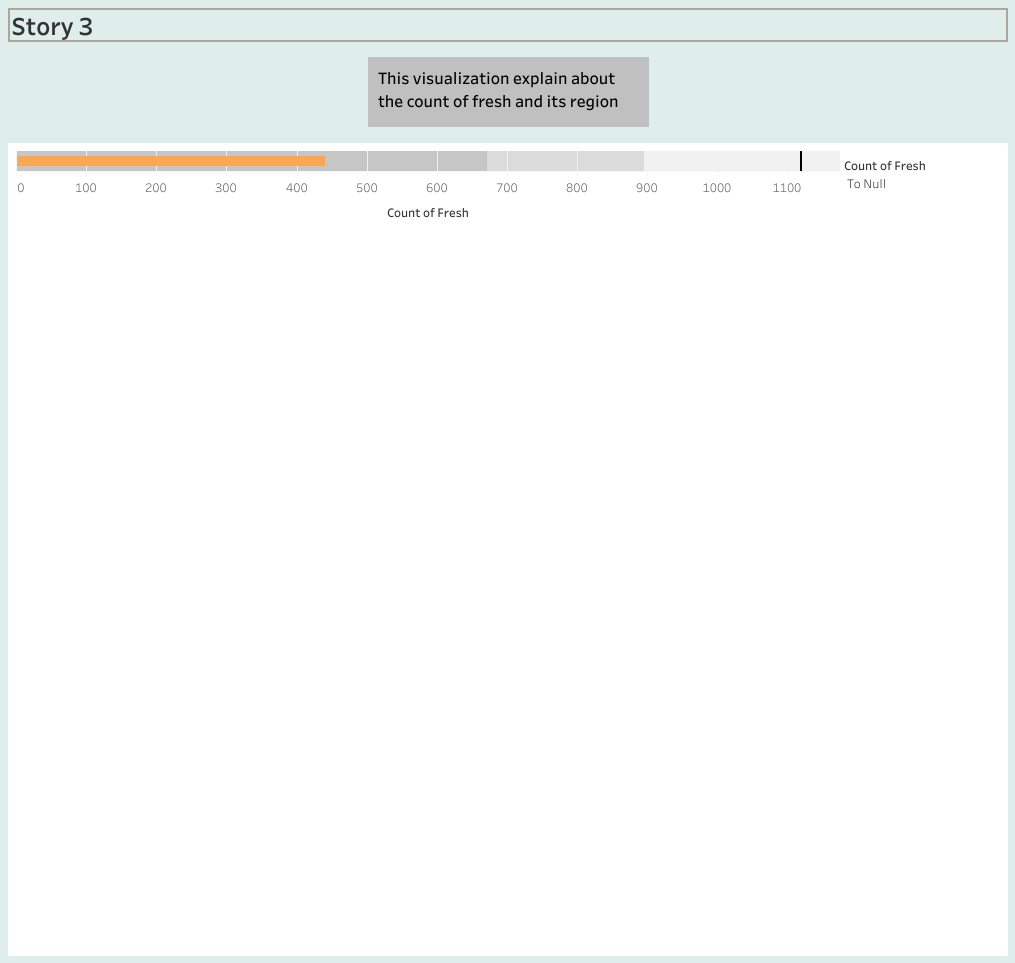 Story 3
This visualization explain about
the count of fresh and its region
Count of Fresh
To Null
0 100 200 300 400 500 600 700 800 900 1000 1100
Count of Fresh